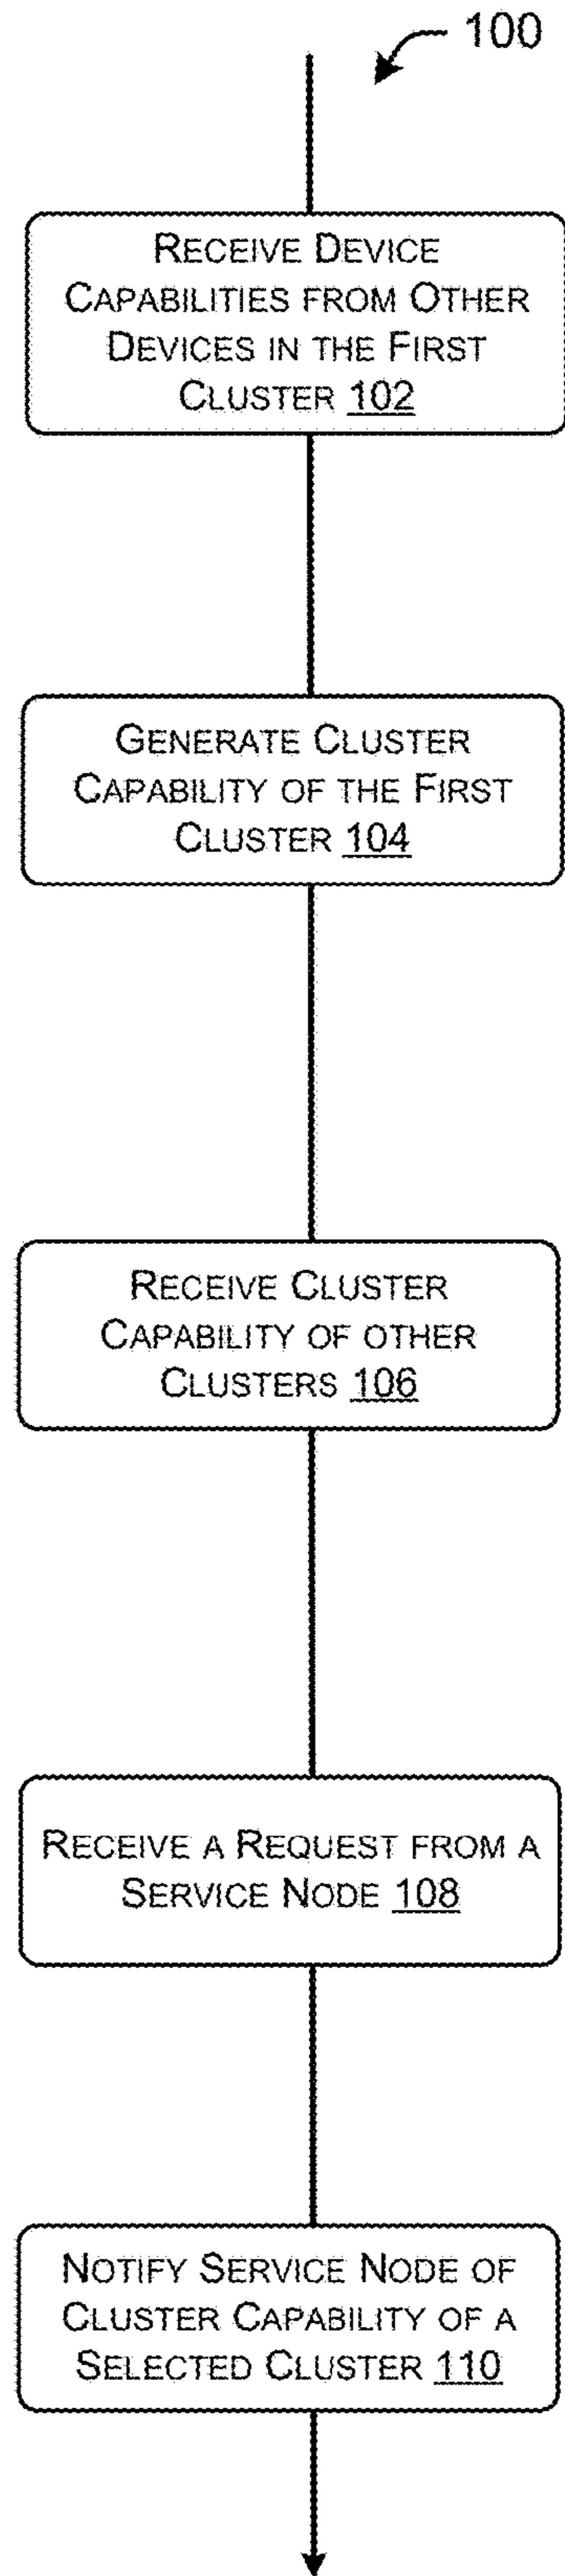 100
RECEIVE DEVICE
CAPABILITIES FROM OTHER
DEVICES IN THE FIRST
CLUSTER 102
GENERATE CLUSTER
CAPABILITY OF THE FIRST
CLUSTER 104
RECEIVE CLUSTER
CAPABILITY OF OTHER
CLUSTERS 106
RECEIVE A REQUEST FROM A
SERVICE NODE 108
NOTIFY SERVICE NODE OF
CLUSTER CAPABILITY OF A
SELECTED CLUSTER 110